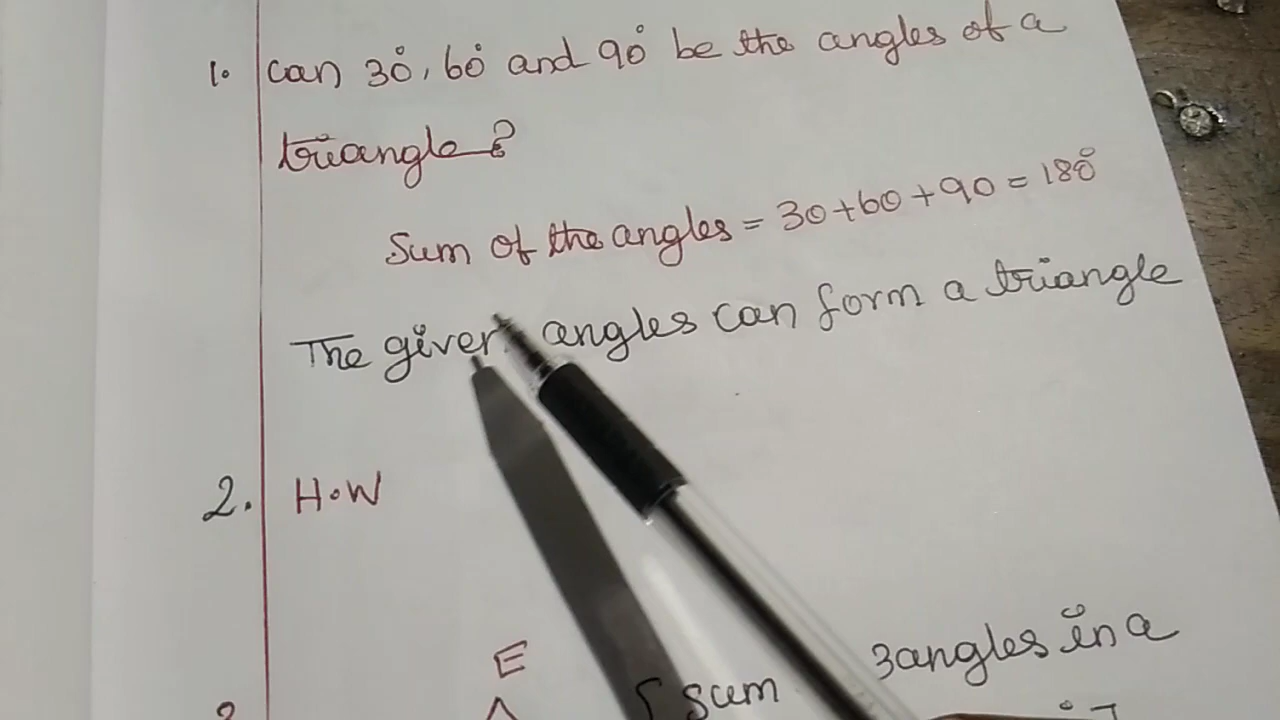 1. can 30°, 60° and 90° be the angles of a
triangle?
Sum of the angles = 30+60+90 = 180°
The given angles can form a triangle
2. H.W
E
[sum 3angles in a